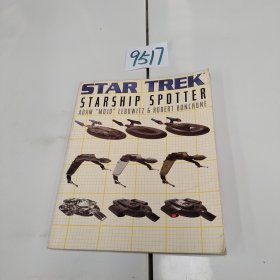 9517
STAR TREK
STARSHIP SPOTTER
ADAM "MOJO" LEBOWITZ & ROBERT BONCHUNE